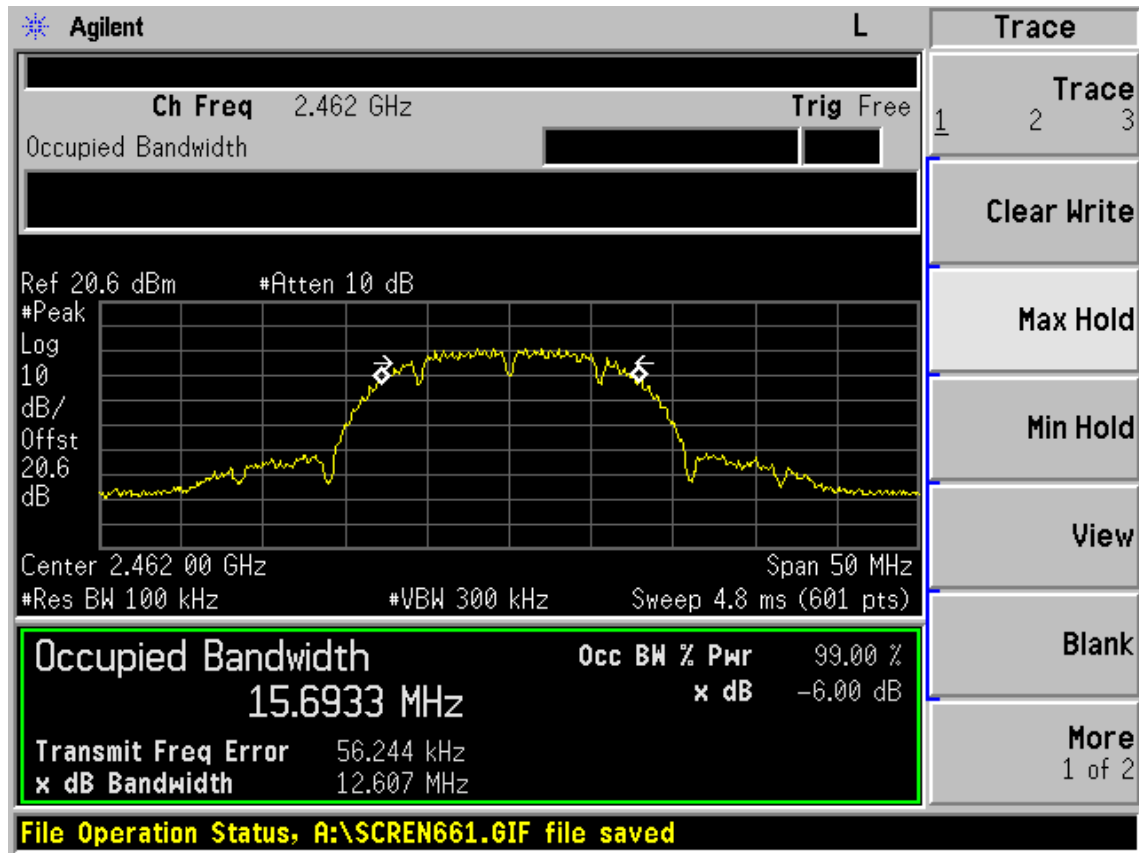 Agilent L Trace
Ch Freq 2.462 GHz Trig Free
Occupied Bandwidth
Ref 20.6 dBm #Atten 10 dB
#Peak
Log
10
dB/
Offst
20.6
dB
Center 2.462 00 GHz Span 50 MHz
#Res BW 100 kHz #VBW 300 kHz Sweep 4.8 ms (601 pts)
Occupied Bandwidth
15.6933 MHz
Occ BW % Pwr 99.00 %
x dB -6.00 dB
Transmit Freq Error 56.244 kHz
x dB Bandwidth 12.607 MHz
Trace
1 2 3
Clear Write
Max Hold
Min Hold
View
Blank
More
1 of 2
File Operation Status, A:\SCREN661.GIF file saved